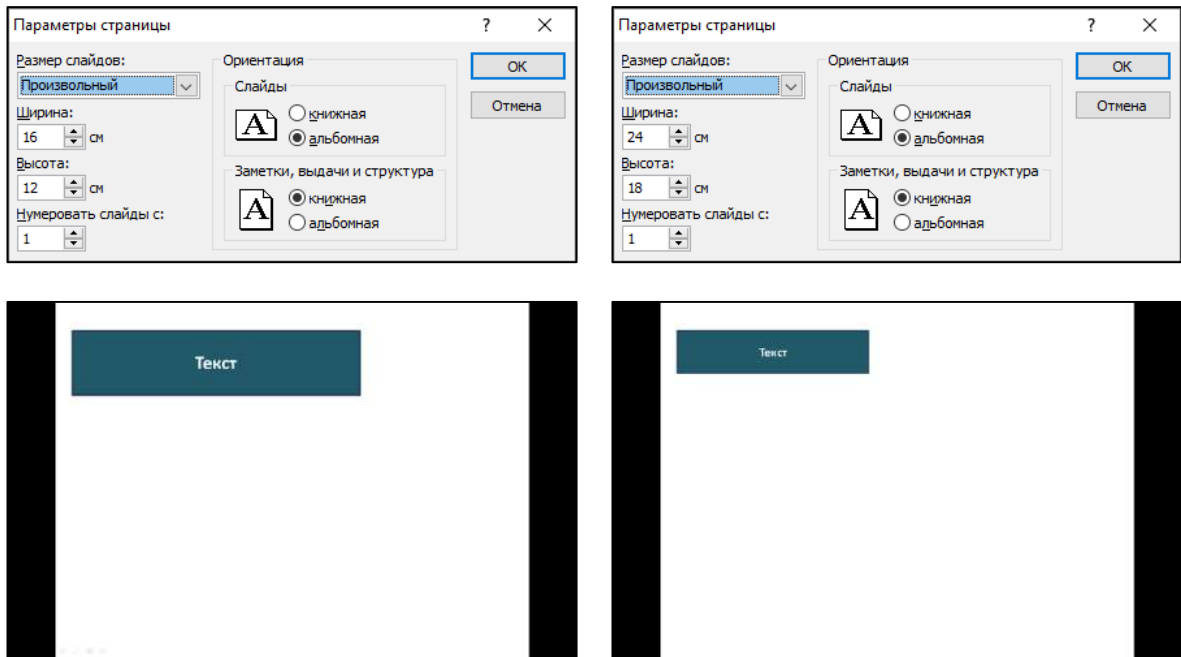 Параметры страницы ?
Размер слайдов:
Произвольный
Ширина:
16 см
Высота:
12 см
Нумеровать слайды с:
1
Ориентация
Слайды
A
книжная
альбомная
Заметки, выдачи и структура
A
книжная
альбомная
ОК
Отмена
Параметры страницы ?
Размер слайдов:
Произвольный
Ширина:
24 см
Высота:
18 см
Нумеровать слайды с:
1
Ориентация
Слайды
A
книжная
альбомная
Заметки, выдачи и структура
A
книжная
альбомная
ОК
Отмена
Текст
Текст